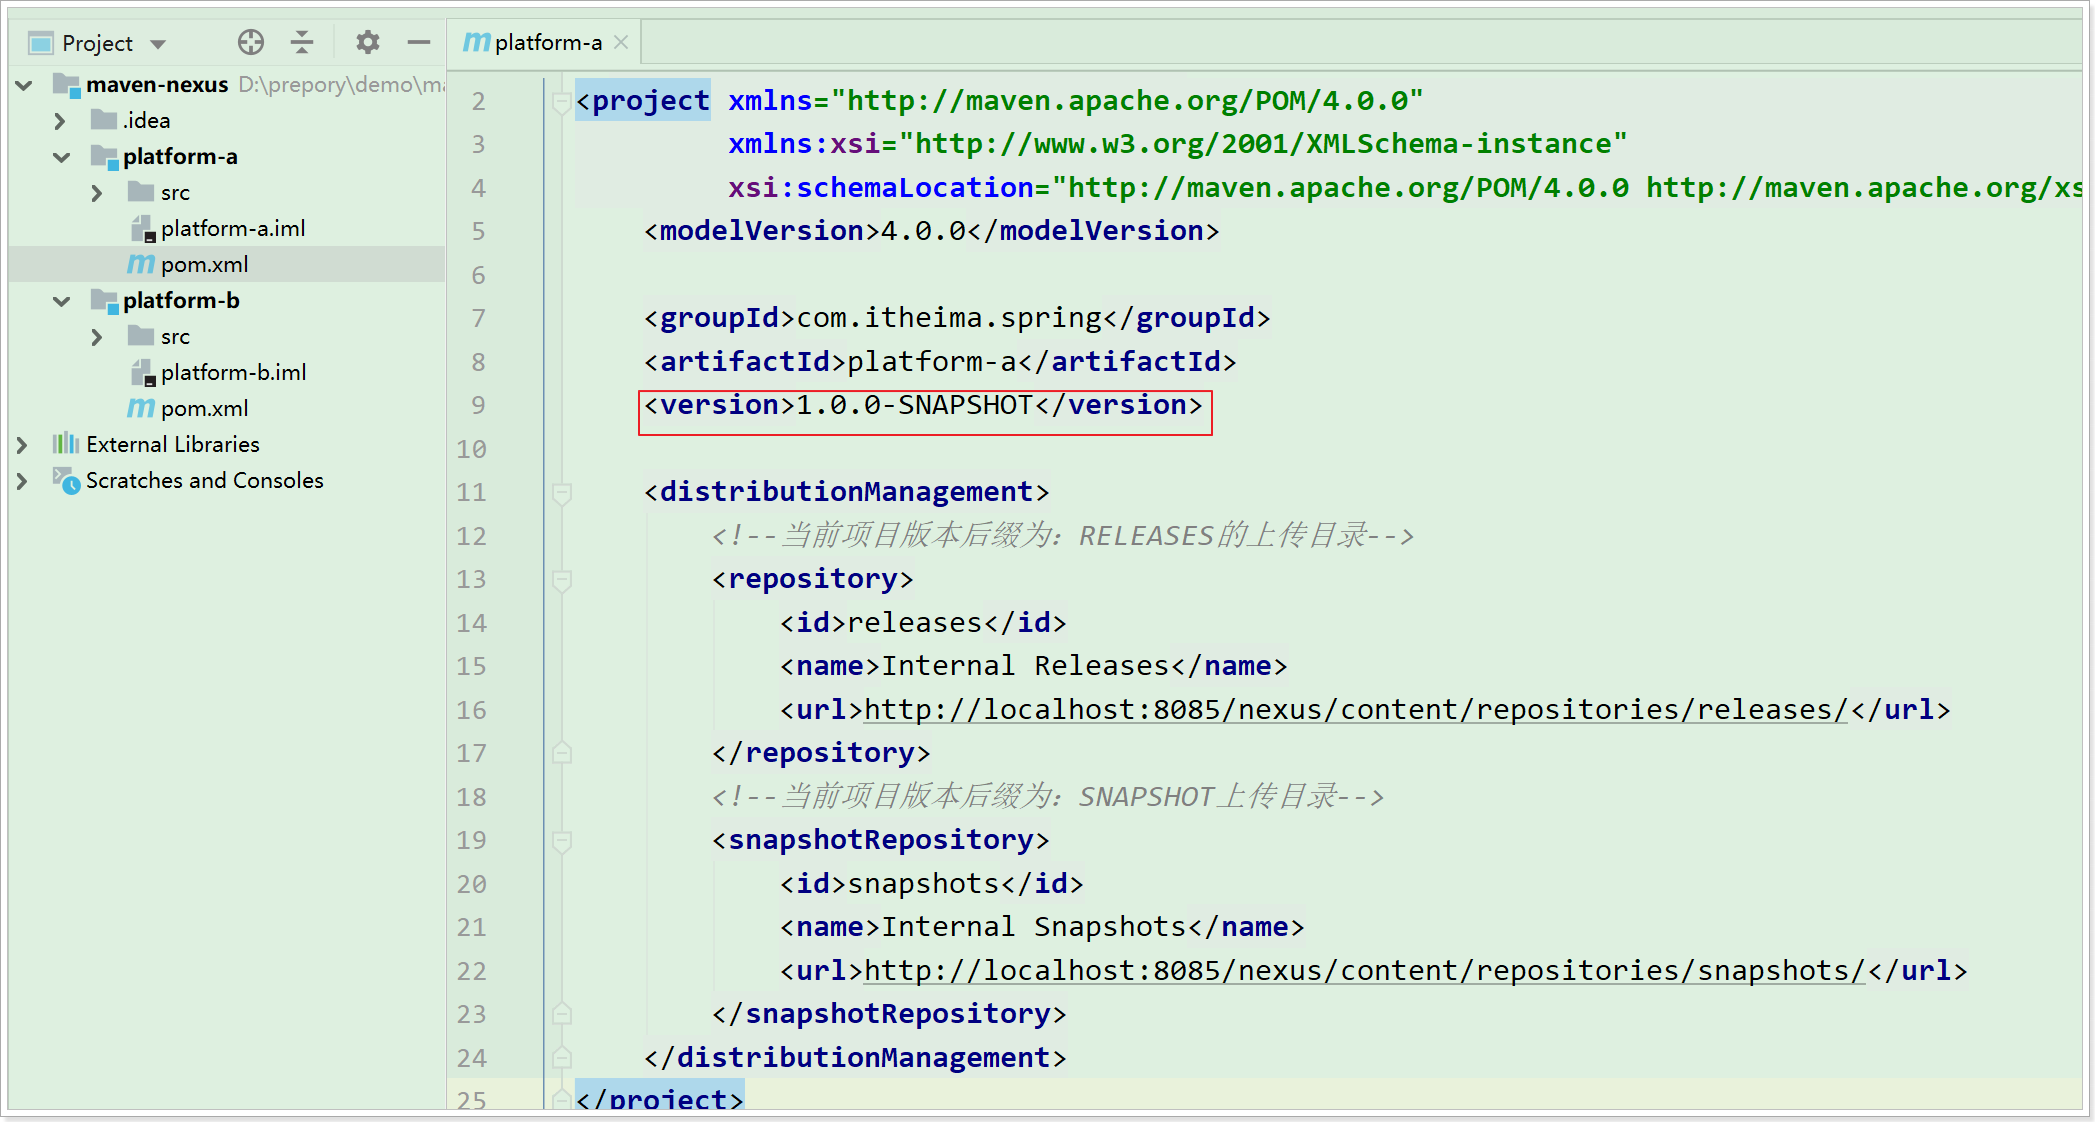 Project
maven-nexus D:\prepory\demo\ma
.idea
platform-a
src
platform-a.iml
pom.xml
platform-b
src
platform-b.iml
pom.xml
External Libraries
Scratches and Consoles
platform-a
2 <project xmlns="http://maven.apache.org/POM/4.0.0"
3 xmlns:xsi="http://www.w3.org/2001/XMLSchema-instance"
4 xsi:schemaLocation="http://maven.apache.org/POM/4.0.0 http://maven.apache.org/xs
5 <modelVersion>4.0.0</modelVersion>
6
7 <groupId>com.itheima.spring</groupId>
8 <artifactId>platform-a</artifactId>
9 <version>1.0.0-SNAPSHOT</version>
10
11 <distributionManagement>
12 <!--当前项目版本后缀为：RELEASES的上传目录-->
13 <repository>
14 <id>releases</id>
15 <name>Internal Releases</name>
16 <url>http://localhost:8085/nexus/content/repositories/releases/</url>
17 </repository>
18 <!--当前项目版本后缀为：SNAPSHOT上传目录-->
19 <snapshotRepository>
20 <id>snapshots</id>
21 <name>Internal Snapshots</name>
22 <url>http://localhost:8085/nexus/content/repositories/snapshots/</url>
23 </snapshotRepository>
24 </distributionManagement>
25 </project>